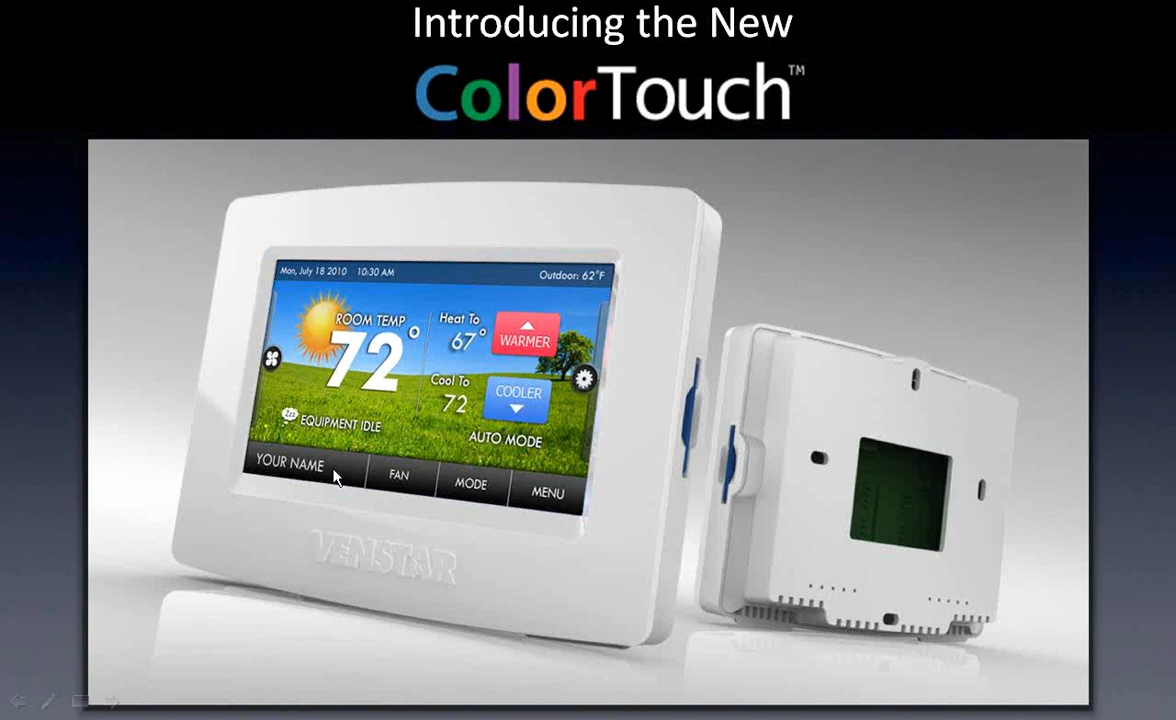 Introducing the New
ColorTouch™
Mon, July 18 2010 10:30 AM Outdoor: 62°F
ROOM TEMP
72°
Heat To
67°
WARMER
Cool To
72
COOLER
Zzz
EQUIPMENT IDLE
AUTO MODE
YOUR NAME FAN MODE MENU
VENSTAR